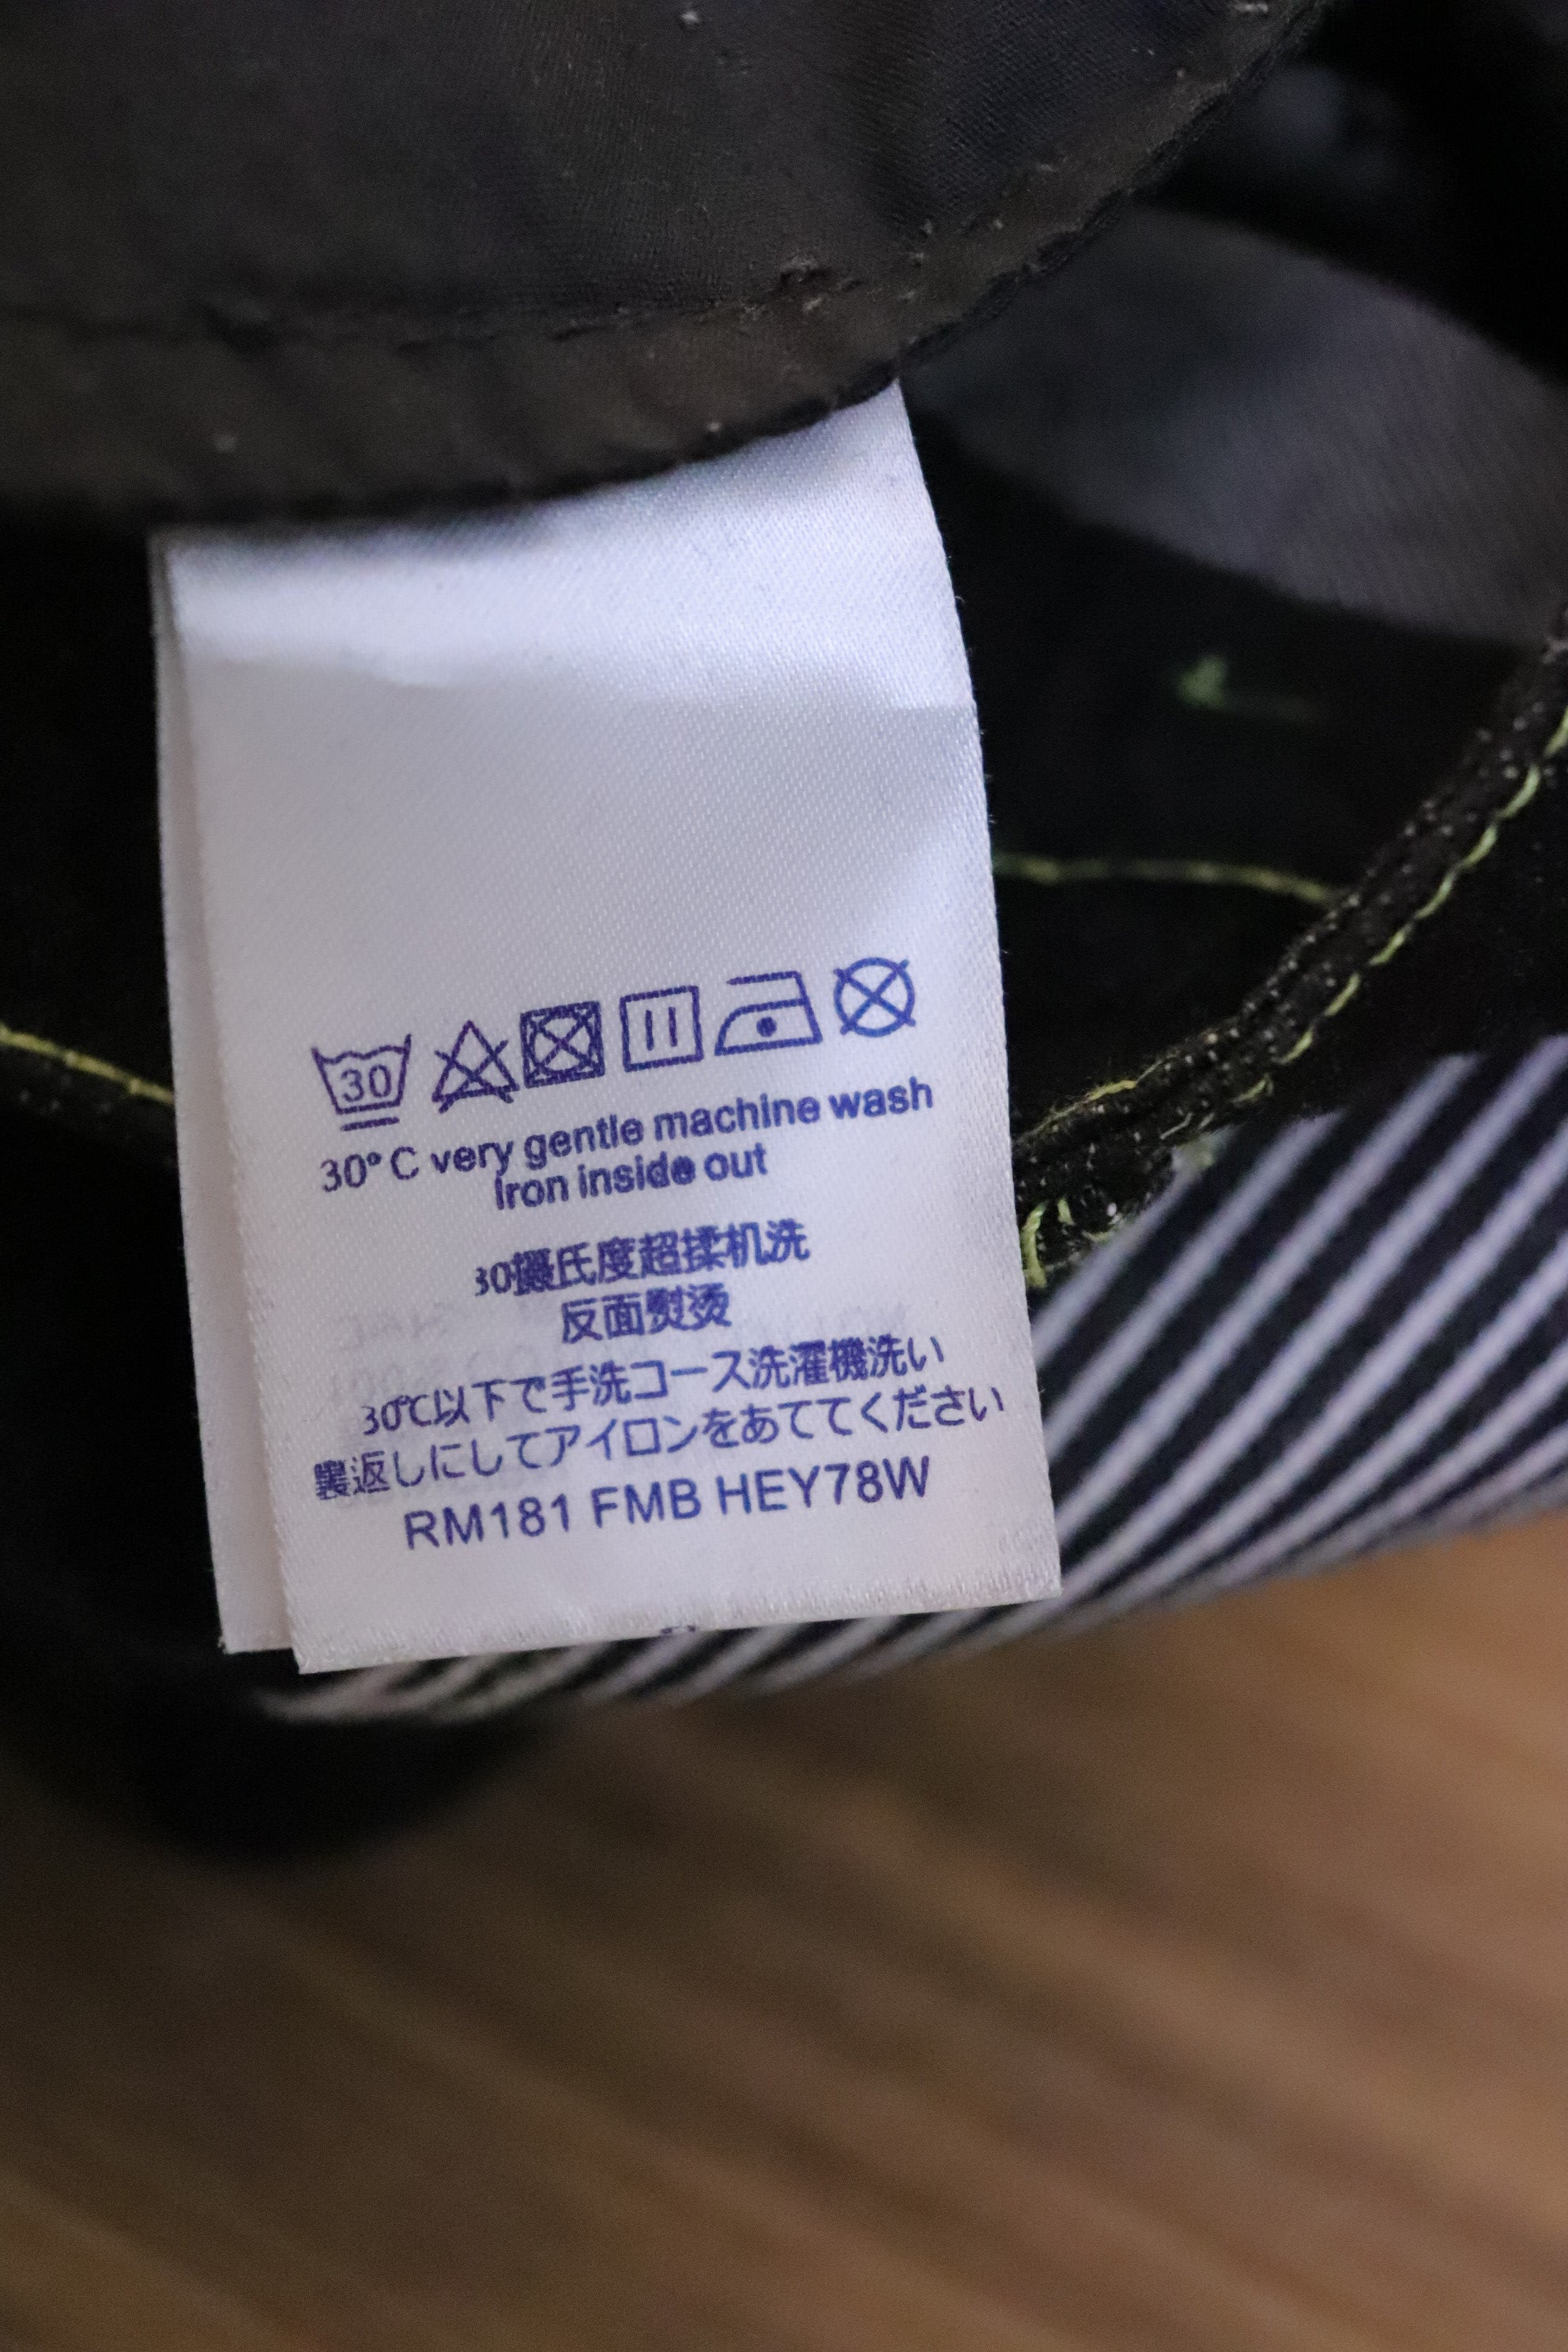 30
30°C very gentle machine wash
Iron inside out
30摄氏度超揉机洗
反面熨烫
30℃以下で手洗コース洗濯機洗い
裏返しにしてアイロンをあててください
RM181 FMB HEY78W